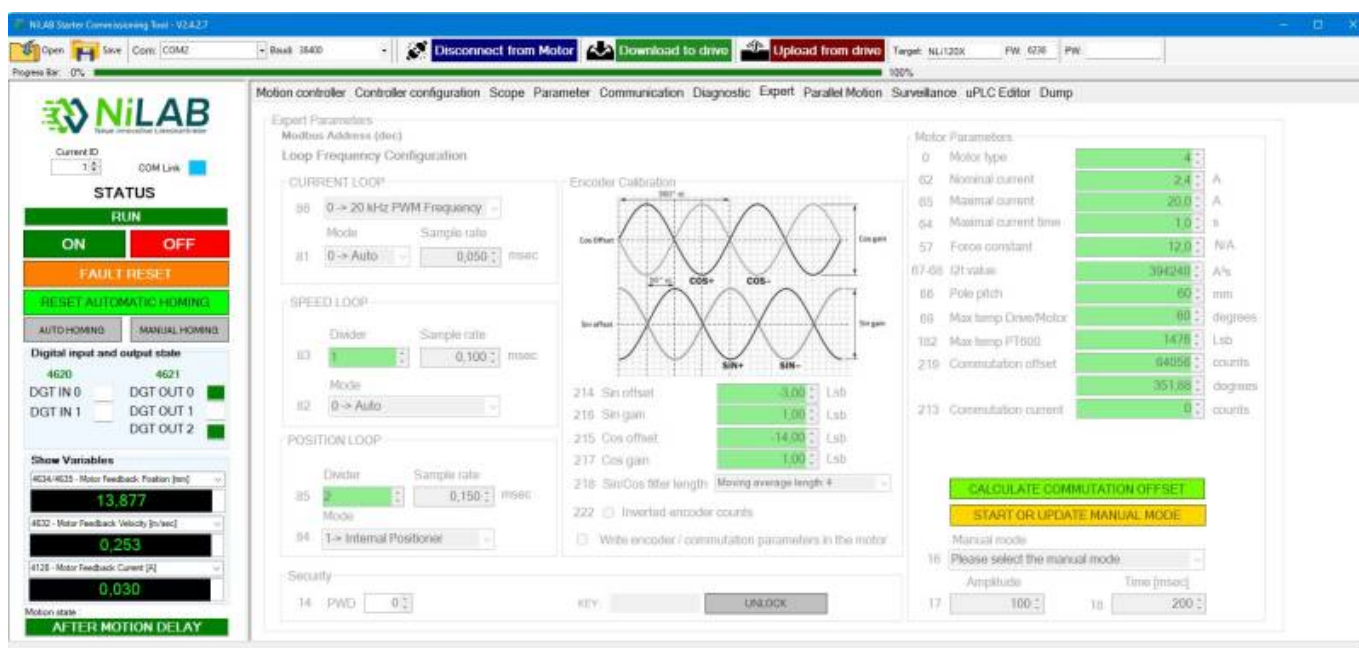 NiLAB Starter Commissioning Tool - V2.4.2.7
Open Save Com: COM2 Baud: 38400 Disconnect from Motor Download to drive Upload from drive Target: NLi120X FW: 6236 PW:
Progress Bar: 0% 100%
Motion controller Controller configuration Scope Parameter Communication Diagnostic Expert Parallel Motion Surveillance uPLC Editor Dump
NiLAB
Current ID
1 COM Link
STATUS
RUN
ON OFF
FAULT RESET
RESET AUTOMATIC HOMING
AUTO HOMING MANUAL HOMING
Digital input and output state
4620 4621
DGT IN 0 DGT OUT 0
DGT IN 1 DGT OUT 1
DGT OUT 2
Show Variables
4634/4635 - Motor Feedback Position [mm]
13,877
4632 - Motor Feedback Velocity [m/sec]
0,253
4128 - Motor Feedback Current [A]
0,030
Motion state :
AFTER MOTION DELAY
Expert Parameters
Modbus Address (dec)
Loop Frequency Configuration
CURRENT LOOP
0-> 20 kHz PWM Frequency
Mode Sample rate
81 0-> Auto 0,050 msec
SPEED LOOP
Divider Sample rate
83 1 0,100 msec
Mode
82 0-> Auto
POSITION LOOP
Divider Sample rate
85 2 0,150 msec
Mode
84 1-> Internal Positioner
Security
14 PWD 0 KEY UNLOCK
Encoder Calibration
360° el.
Cos Offset Cos gain
COS+ COS-
Sin offset Sin gain
SIN+ SIN-
214 Sin offset -3,00 Lsb
216 Sin gain 1,00 Lsb
215 Cos offset -14,00 Lsb
217 Cos gain 1,00 Lsb
218 Sin/Cos filter length Moving average length 4
222 Inverted encoder counts
Write encoder / commutation parameters in the motor
Motor Parameters
0 Motor type 4
62 Nominal current 2,4 A
65 Maximal current 20,0 A
64 Maximal current time 1,0 s
57 Force constant 12,0 N/A
67-68 I2t value 394240 A²s
66 Pole pitch 60 mm
69 Max temp Drive/Motor 80 degrees
182 Max temp PT600 1476 Lsb
219 Commutation offset 64056 counts
351,88 degrees
213 Commutation current 0 counts
CALCULATE COMMUTATION OFFSET
START OR UPDATE MANUAL MODE
Manual mode
16 Please select the manual mode
Amplitude Time [msec]
17 100 18 200